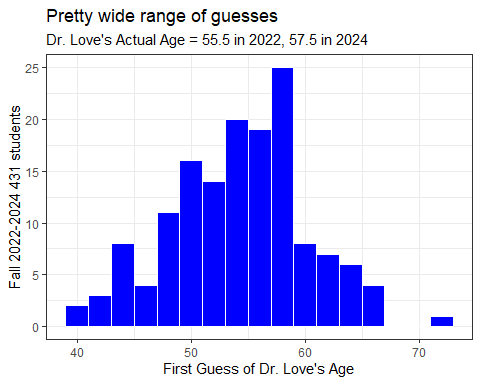 Pretty wide range of guesses
Dr. Love's Actual Age = 55.5 in 2022, 57.5 in 2024
Fall 2022-2024 431 students
25
20
15
10
5
0
40 50 60 70
First Guess of Dr. Love's Age